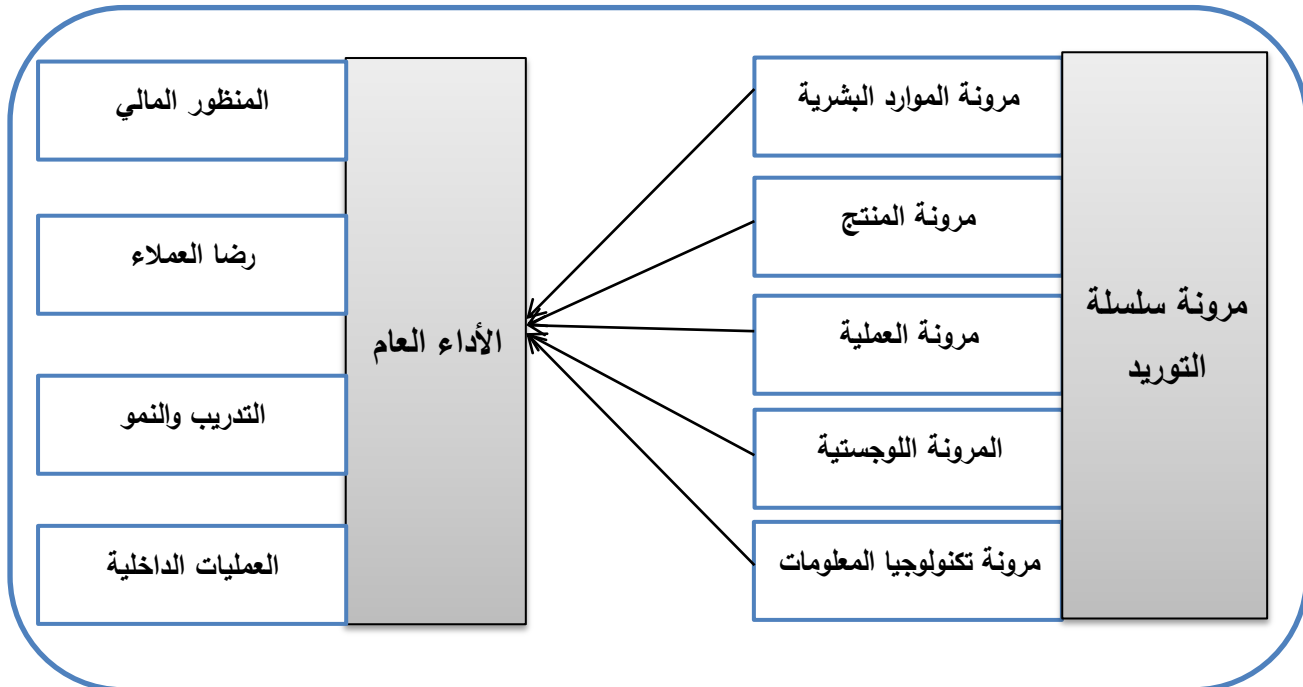 مرونة سلسلة
التوريد
مرونة الموارد البشرية
مرونة المنتج
مرونة العملية
المرونة اللوجستية
مرونة تكنولوجيا المعلومات
الأداء العام
المنظور المالي
رضا العملاء
التدريب والنمو
العمليات الداخلية